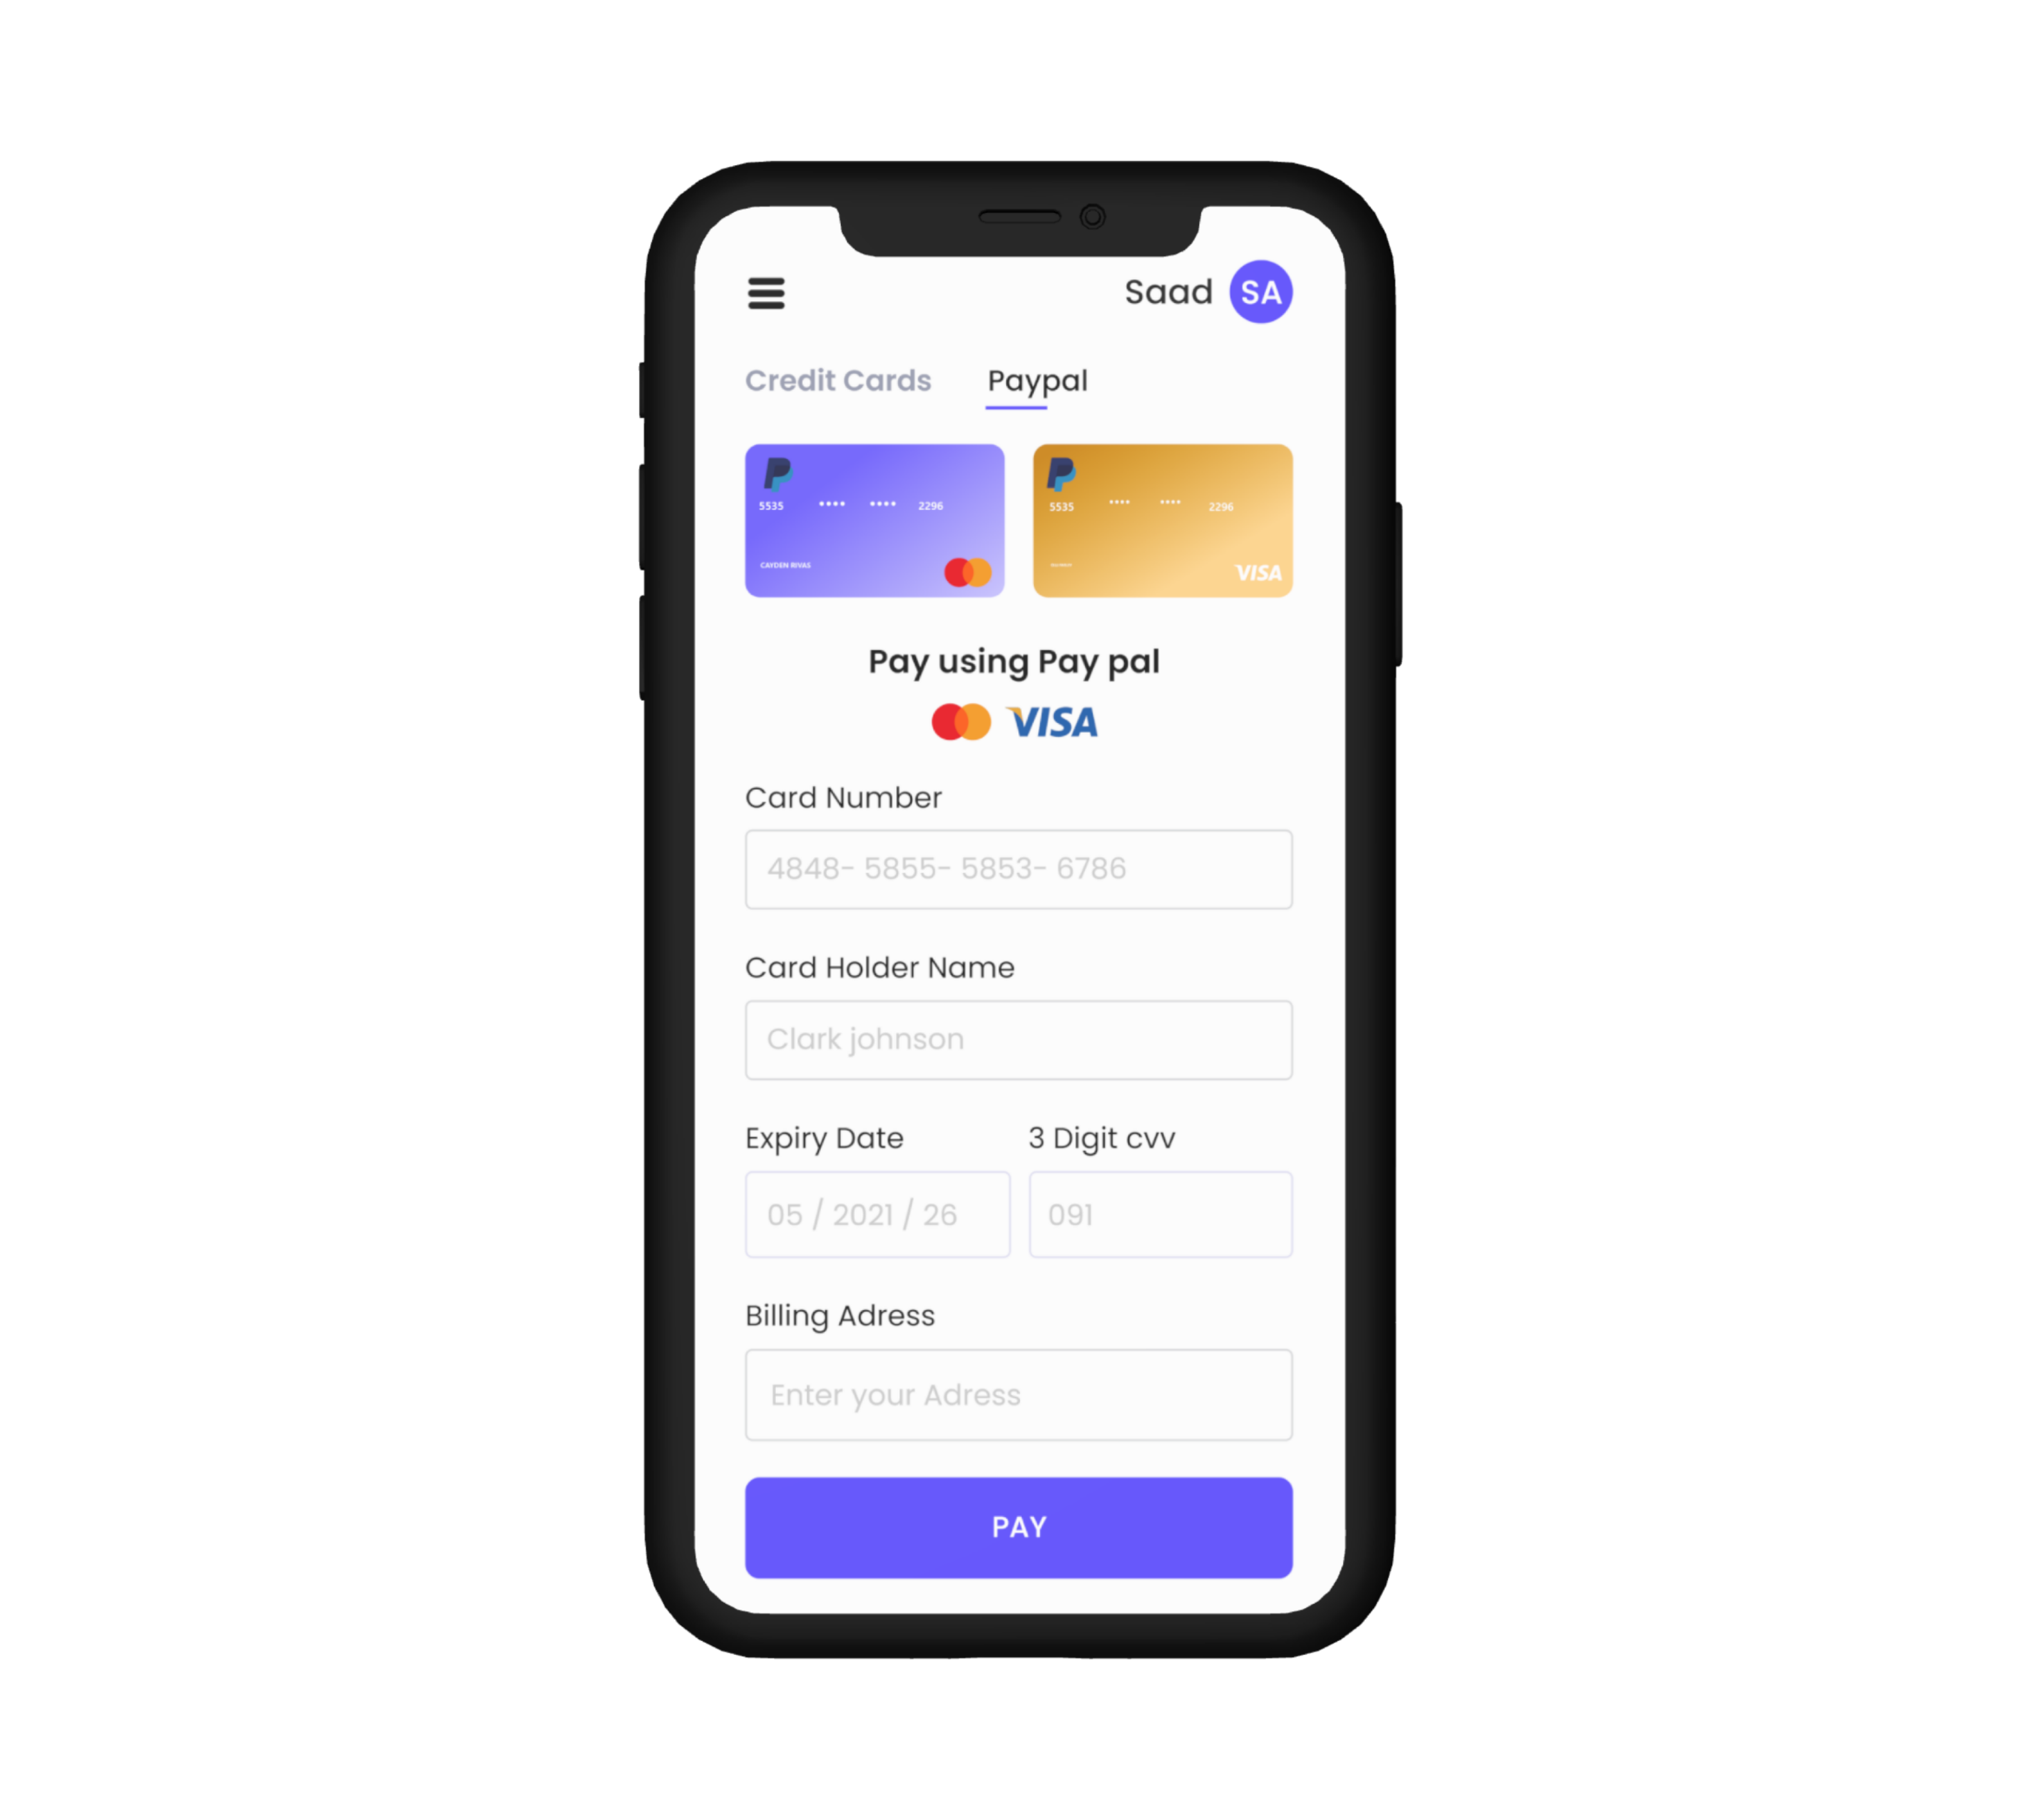 Saad SA
Credit Cards Paypal
5535 •••• •••• 2296
CAYDEN RIVAS
5535 •••• •••• 2296
VISA
Pay using Pay pal
VISA
Card Number
4848- 5855- 5853- 6786
Card Holder Name
Clark johnson
Expiry Date 3 Digit cvv
05 / 2021 / 26 091
Billing Adress
Enter your Adress
PAY